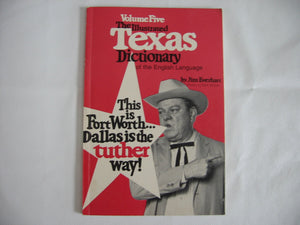 Volume Five
The Illustrated
Texas
Dictionary
of the English Language
by Jim Everhart
This is
Fort Worth...
Dallas is the
tuther
way!